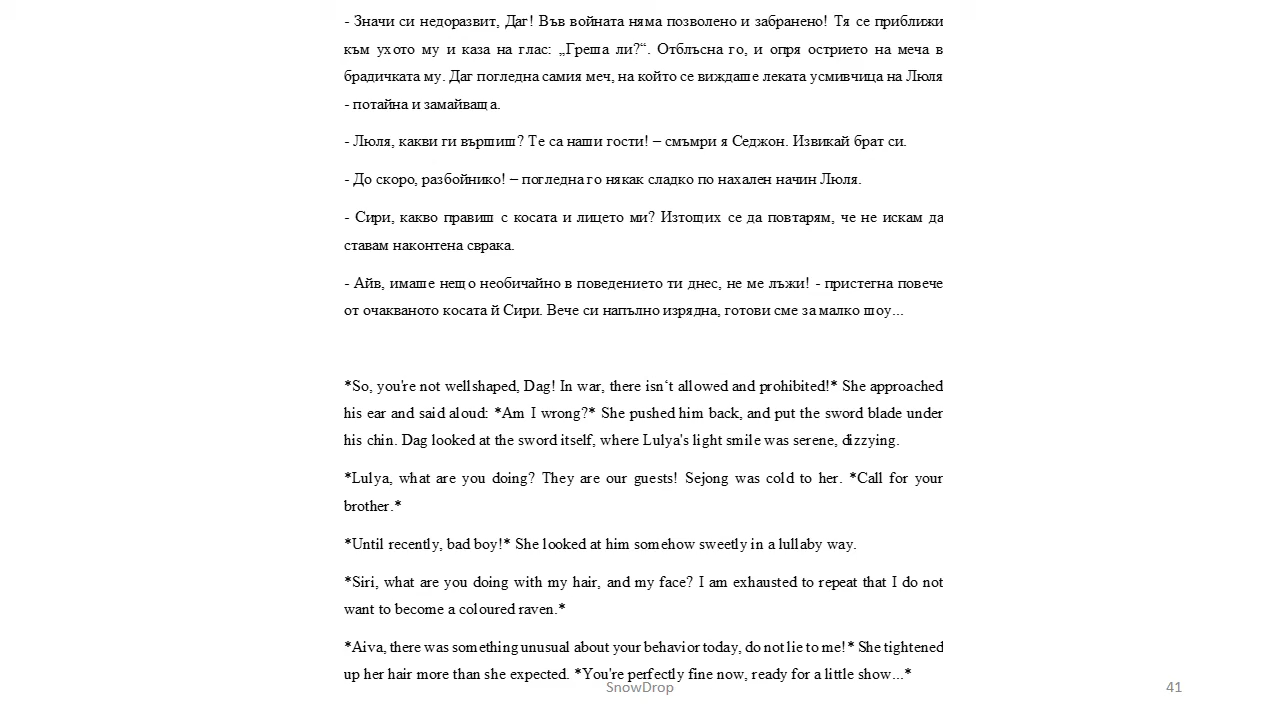 - Значи си недоразвит, Даг! Във войната няма позволено и забранено! Тя се приближи
към ухото му и каза на глас: „Греша ли?“. Отблъсна го, и опря острието на меча в
брадичката му. Даг погледна самия меч, на който се виждаше леката усмивчица на Люля
- потайна и замайваща.
- Люля, какви ги вършиш? Те са наши гости! – смъмри я Седжон. Извикай брат си.
- До скоро, разбойнико! – погледна го някак сладко по нахален начин Люля.
- Сири, какво правиш с косата и лицето ми? Изтощих се да повтарям, че не искам да
ставам наконтена сврака.
- Айв, имаше нещо необичайно в поведението ти днес, не ме лъжи! - пристегна повече
от очакваното косата й Сири. Вече си напълно изрядна, готови сме за малко шоу...
*So, you're not wellshaped, Dag! In war, there isn‘t allowed and prohibited!* She approached
his ear and said aloud: *Am I wrong?* She pushed him back, and put the sword blade under
his chin. Dag looked at the sword itself, where Lulya's light smile was serene, dizzying.
*Lulya, what are you doing? They are our guests! Sejong was cold to her. *Call for your
brother.*
*Until recently, bad boy!* She looked at him somehow sweetly in a lullaby way.
*Siri, what are you doing with my hair, and my face? I am exhausted to repeat that I do not
want to become a coloured raven.*
*Aiva, there was something unusual about your behavior today, do not lie to me!* She tightened
up her hair more than she expected. *You're perfectly fine now, ready for a little show...*
SnowDrop
41